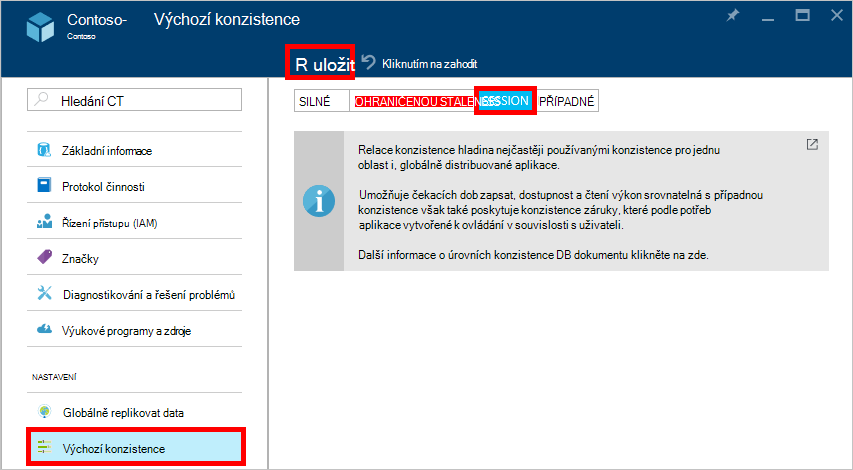 Contoso-
Contoso
Výchozí konzistence
R uložit
Kliknutím na zahodit
Hledání CT
Základní informace
Protokol činnosti
Řízení přístupu (IAM)
Značky
Diagnostikování a řešení problémů
Výukové programy a zdroje
NASTAVENÍ
Globálně replikovat data
Výchozí konzistence
SILNÉ
OHRANIČENOU STALENESS
SESSION
PŘÍPADNÉ
Relace konzistence hladina nejčastěji používanými konzistence pro jednu
oblast i, globálně distribuované aplikace.
Umožňuje čekacích dob zapsat, dostupnost a čtení výkon srovnatelná s případnou
konzistence však také poskytuje konzistence záruky, které podle potřeb
aplikace vytvořené k ovládání v souvislosti s uživateli.
Další informace o úrovních konzistence DB dokumentu klikněte na zde.